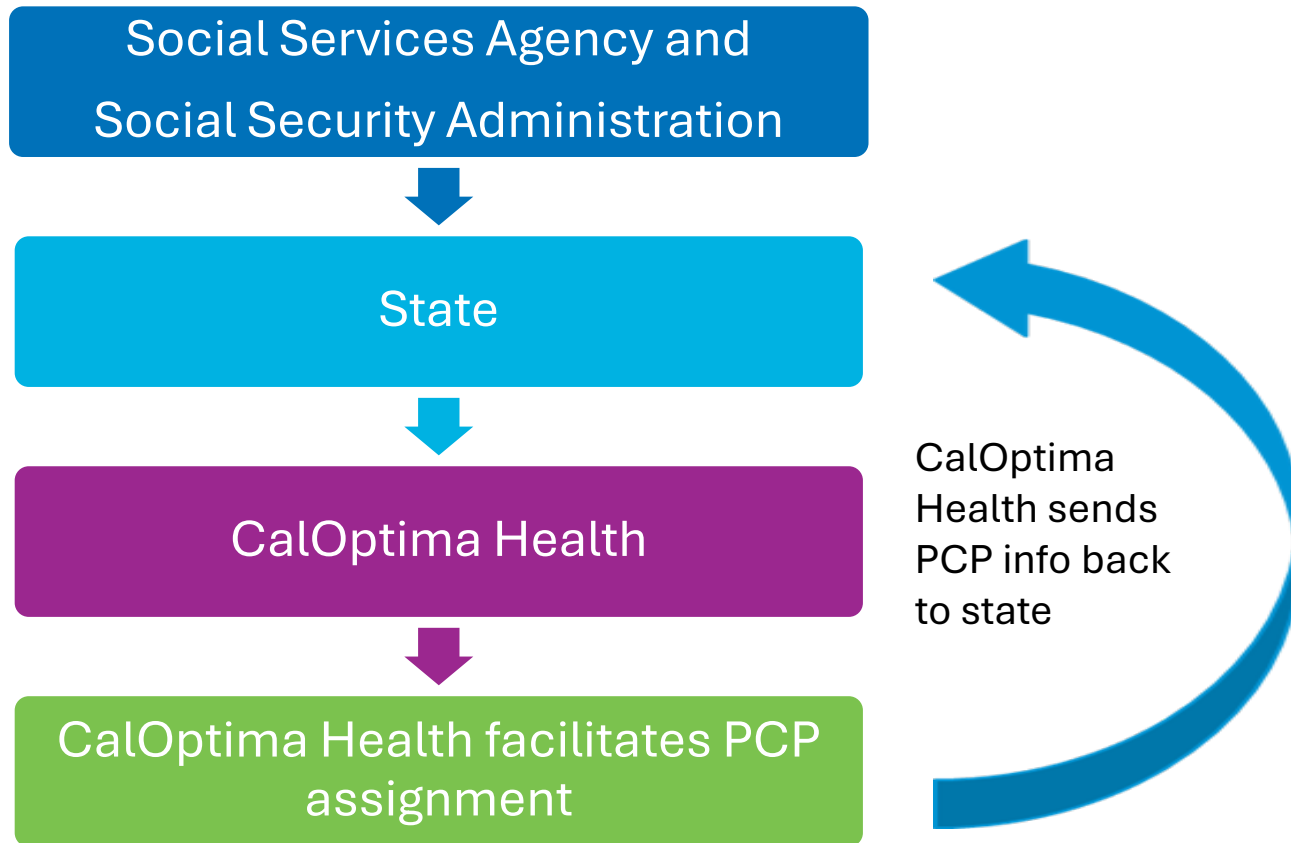 Social Services Agency and
Social Security Administration
State
CalOptima Health
CalOptima Health facilitates PCP
assignment
CalOptima
Health sends
PCP info back
to state